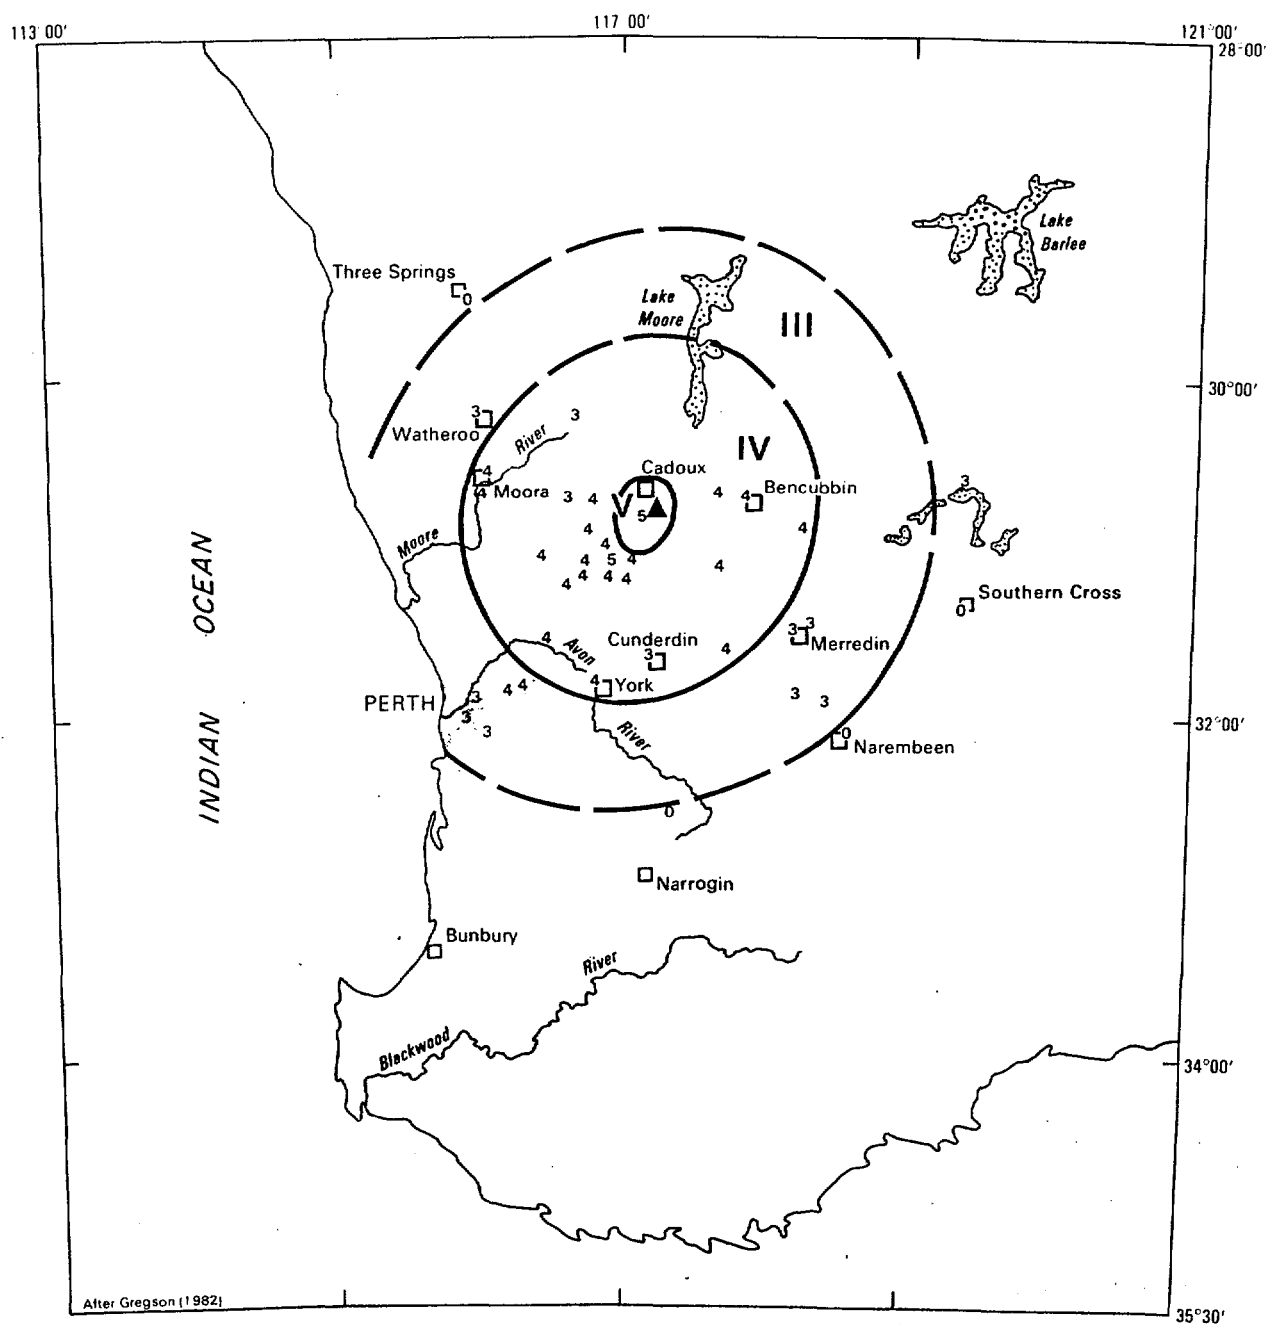 113°00'
117°00'
121°00'
28°00'
Lake
Barlee
Three Springs
0
Lake
Moore
III
30°00'
3
3
Watheroo
River
IV
Cadoux
4
Moora
4
3
4
V
5
4
4
Bencubbin
3
4
4
Moore
4
4
4
5
4
4
4
4
4
4
Southern Cross
0
INDIAN OCEAN
4
Avon
Cunderdin
3
4
3
3
Merredin
4
4
4
York
PERTH
3
3
3
3
3
32°00'
River
0
Narembeen
0
Narrogin
Bunbury
River
Blackwood
34°00'
After Gregson (1982)
35°30'